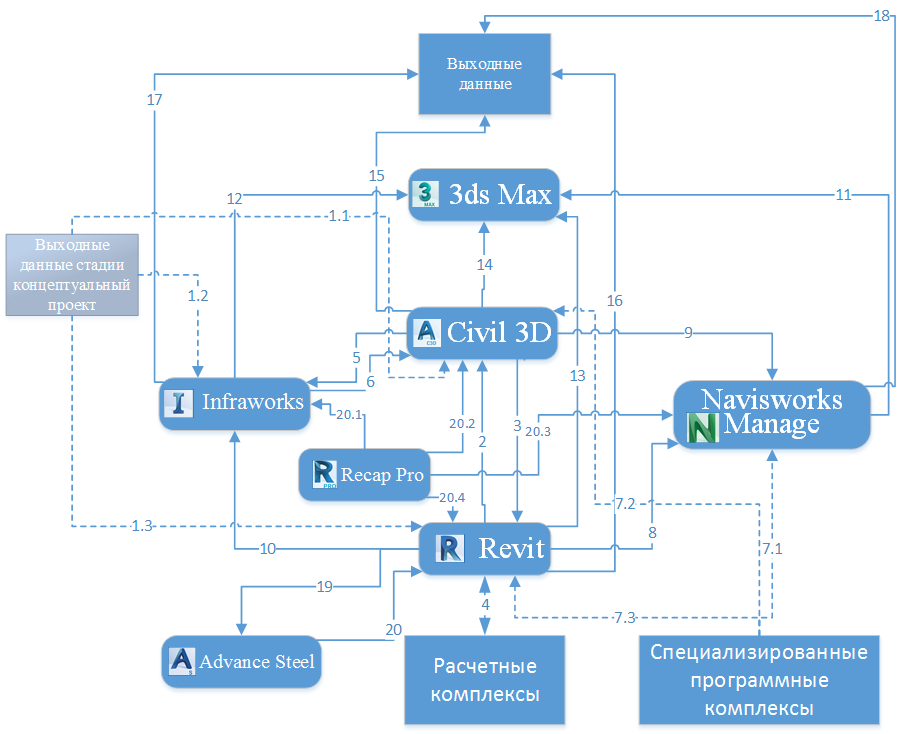 18
Выходные
данные
17
15
12
3ds Max
11
1.1
Выходные
данные стадии
концептуальный
проект
14
1.2
16
Civil 3D
9
5
6
13
Infraworks
Navisworks
Manage
20.1
20.2
3
20.3
2
Recap Pro
20.4
7.2
1.3
8
10
Revit
7.1
19
4
7.3
20
Advance Steel
Расчетные
комплексы
Специализированные
программные
комплексы